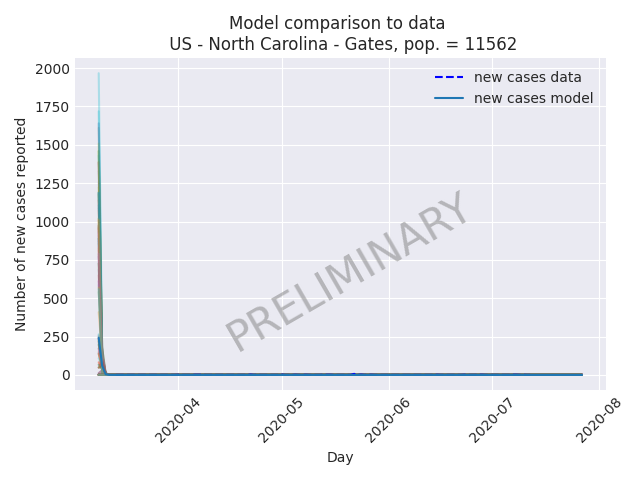 Model comparison to data
US - North Carolina - Gates, pop. = 11562
new cases data
new cases model
Number of new cases reported
2000
1750
1500
1250
1000
750
500
250
0
PRELIMINARY
2020-04
2020-05
2020-06
2020-07
2020-08
Day